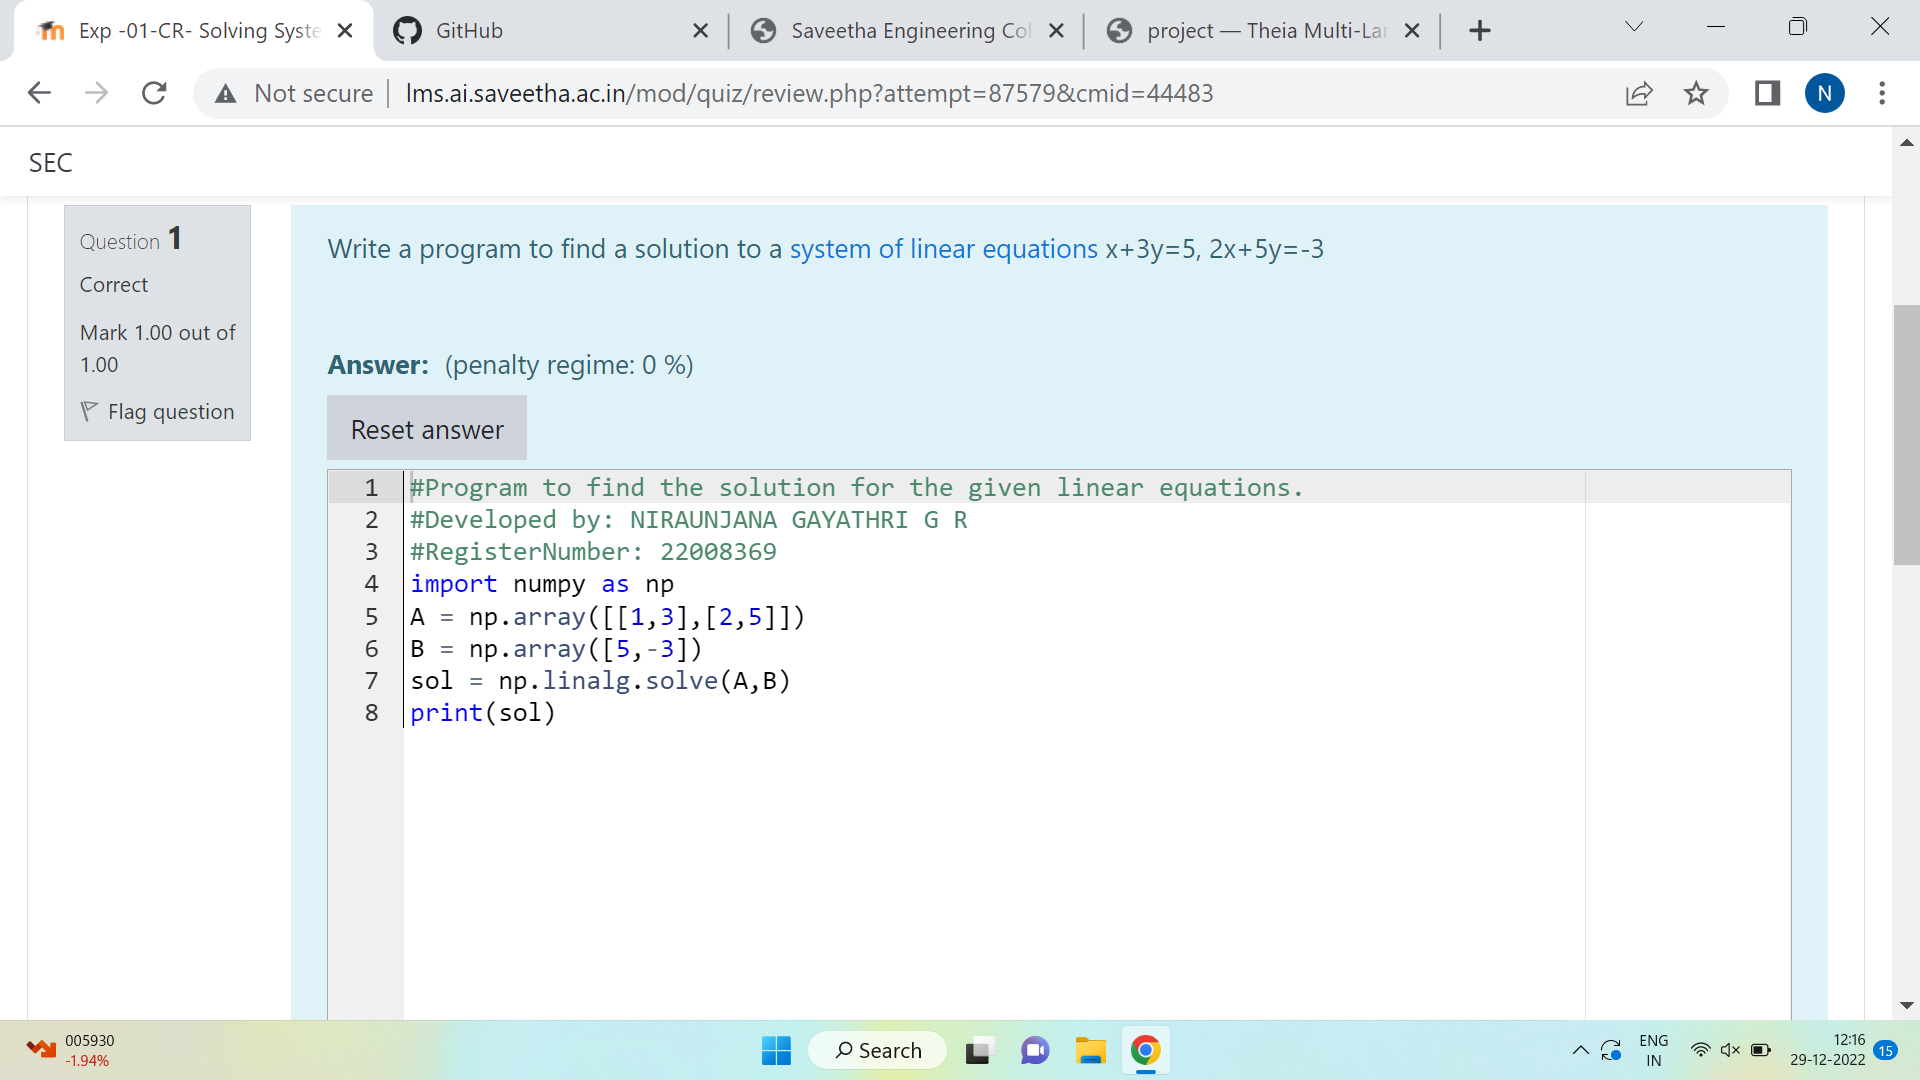 Exp -01-CR- Solving Syste
GitHub
Saveetha Engineering Col
project — Theia Multi-Lar
Not secure
lms.ai.saveetha.ac.in/mod/quiz/review.php?attempt=87579&cmid=44483
N
SEC
Question 1
Correct
Mark 1.00 out of
1.00
Flag question
Write a program to find a solution to a system of linear equations x+3y=5, 2x+5y=-3
Answer: (penalty regime: 0 %)
Reset answer
1 #Program to find the solution for the given linear equations.
2 #Developed by: NIRAUNJANA GAYATHRI G R
3 #RegisterNumber: 22008369
4 import numpy as np
5 A = np.array([[1,3],[2,5]])
6 B = np.array([5,-3])
7 sol = np.linalg.solve(A,B)
8 print(sol)
005930
-1.94%
Search
ENG
IN
12:16
29-12-2022
15